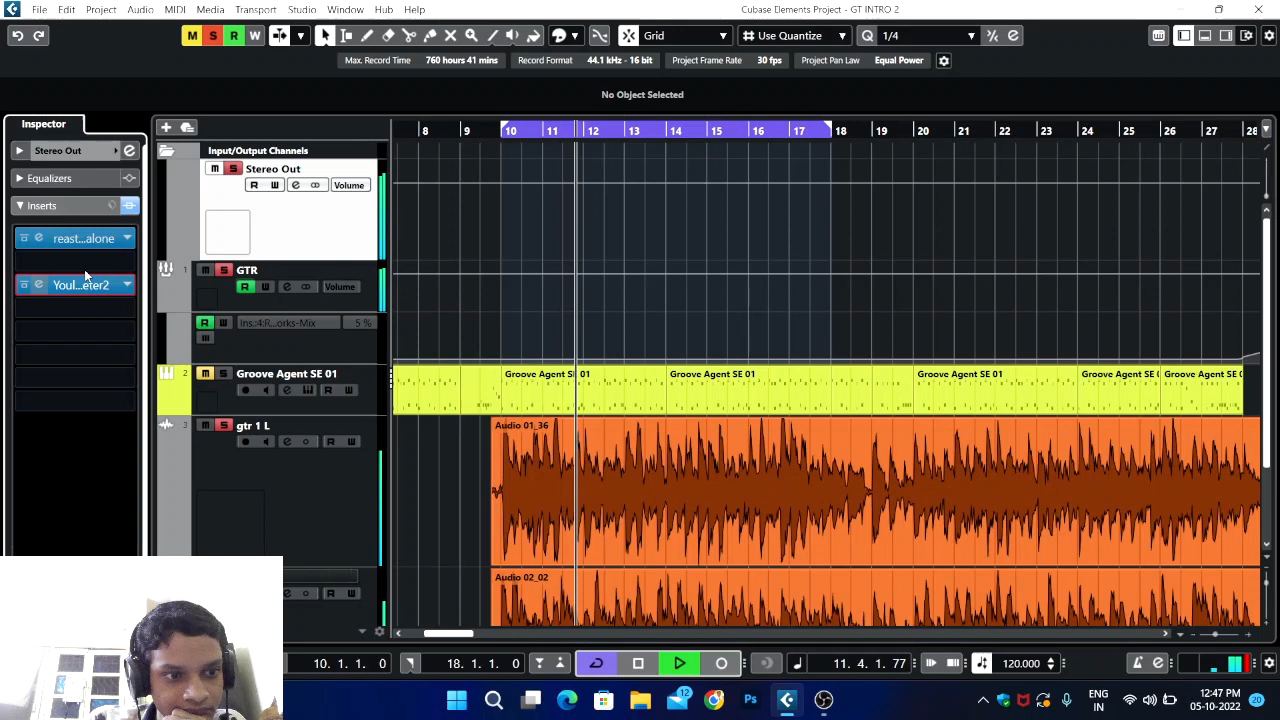 File Edit Project Audio MIDI Media Transport Studio Window Hub Help
Cubase Elements Project - GT INTRO 2
M S R W
Grid
Use Quantize
Q 1/4
Max. Record Time 760 hours 41 mins Record Format 44.1 kHz - 16 bit Project Frame Rate 30 fps Project Pan Law Equal Power
No Object Selected
Inspector
Stereo Out
Equalizers
Inserts
reast...alone
Youl...eter2
Input/Output Channels
8 9 10 11 12 13 14 15 16 17 18 19 20 21 22 23 24 25 26 27 28
m S Stereo Out
R W e Volume
1 m S GTR
R W e Volume
R W Ins.:4:R...orks-Mix 5 %
m
2 m Groove Agent SE 01
e R W
Groove Agent SE 01
Groove Agent SE 01
Groove Agent SE 01
Groove Agent SE (
Groove Agent SE (
3 m S gtr 1 L
e R W
Audio 01_36
Audio 02_02
e R W
10. 1. 1. 0
18. 1. 1. 0
11. 4. 1. 77
120.000
Ps
12
ENG
IN
12:47 PM
05-10-2022
20